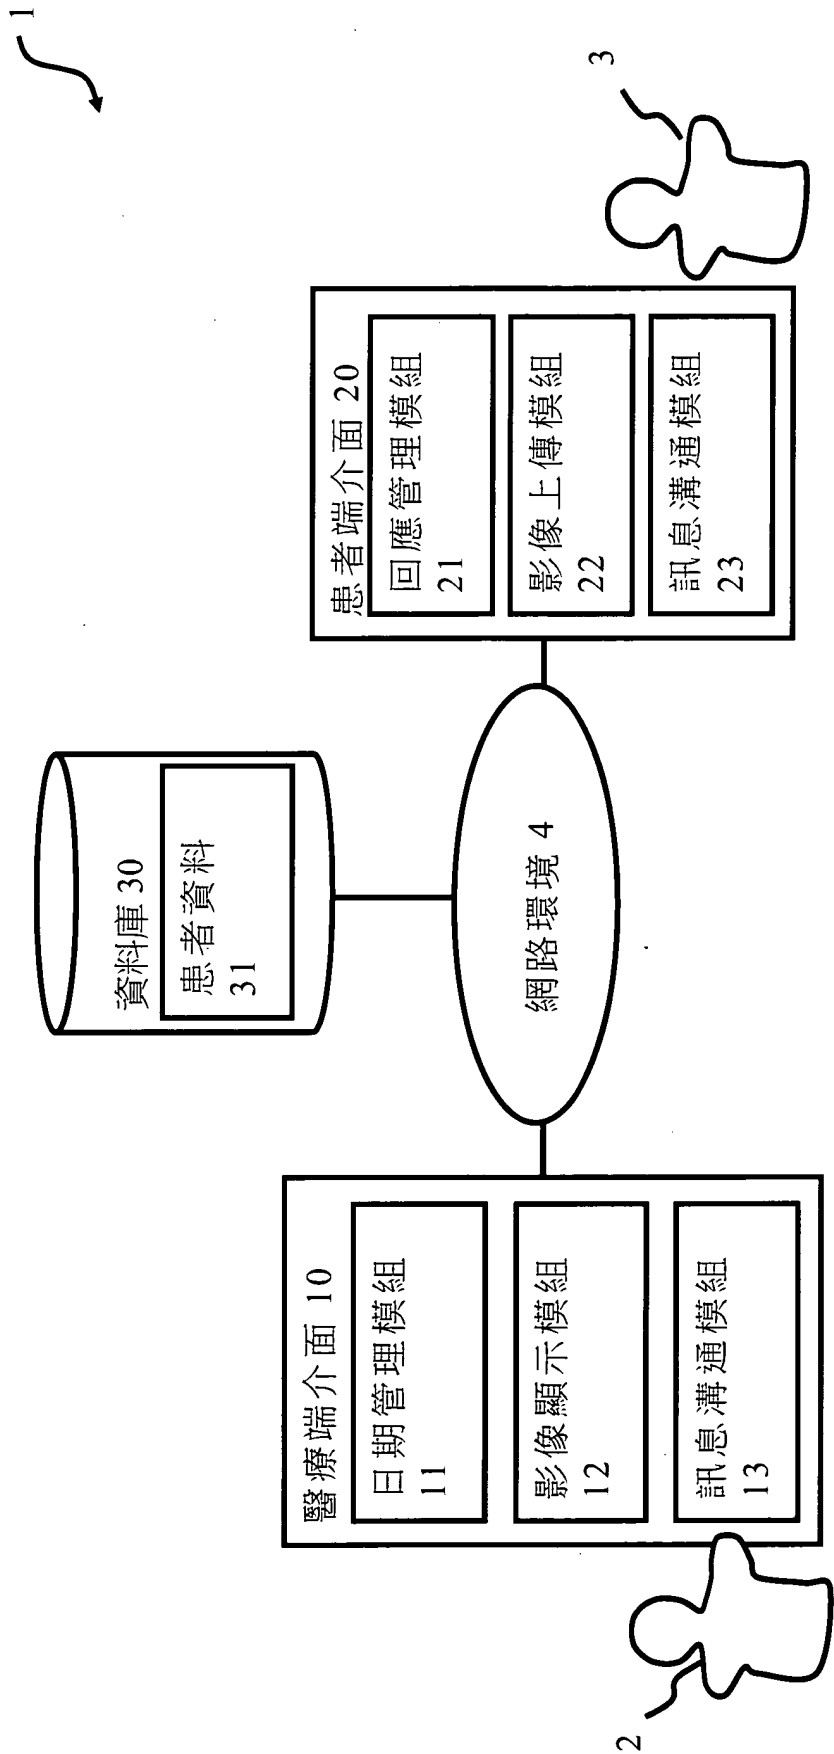 1
資料庫 30
患者資料
31
醫療端介面 10
日期管理模組
11
影像顯示模組
12
訊息溝通模組
13
網路環境 4
患者端介面 20
回應管理模組
21
影像上傳模組
22
訊息溝通模組
23
2
3